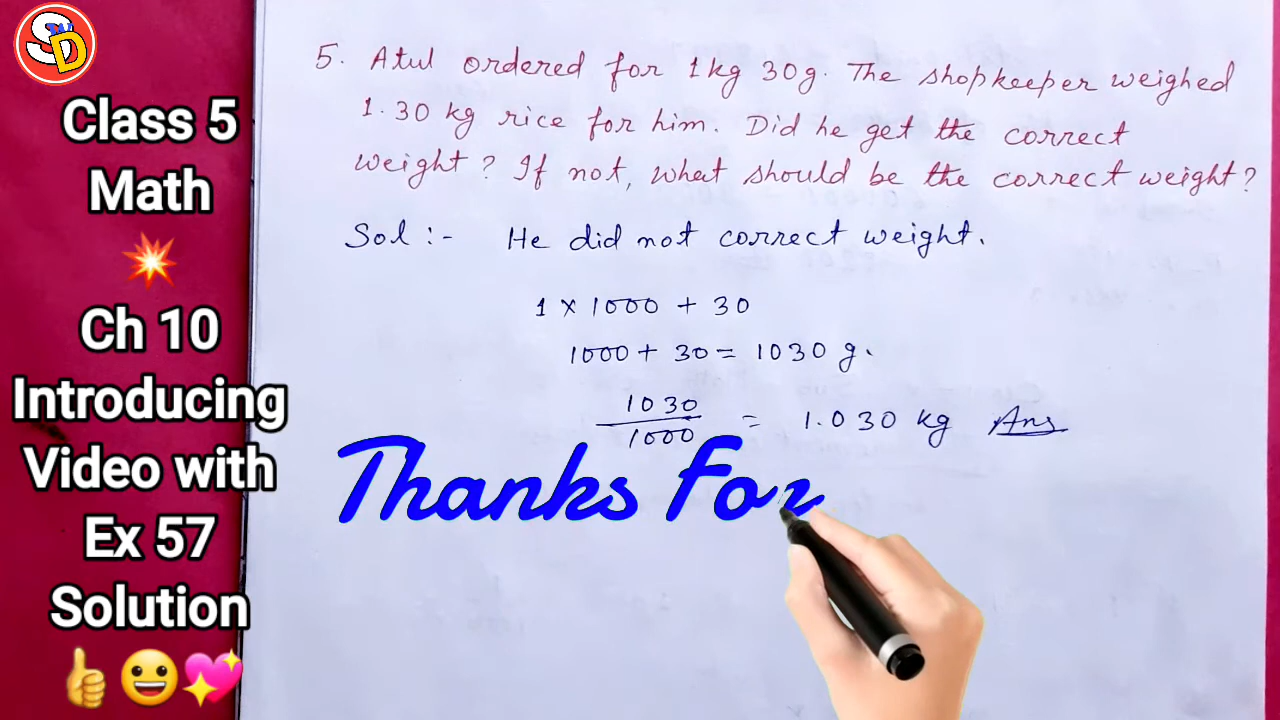 SWD
Class 5
Math
💥
Ch 10
Introducing
Video with
Ex 57
Solution
👍😀💖
5. Atul ordered for 1kg 30g. The shopkeeper weighed
1.30 kg rice for him. Did he get the correct
weight? If not, what should be the correct weight?
Sol :- He did not correct weight.
1 × 1000 + 30
1000 + 30 = 1030 g.
1030/1000 = 1.030 kg Ans
Thanks For